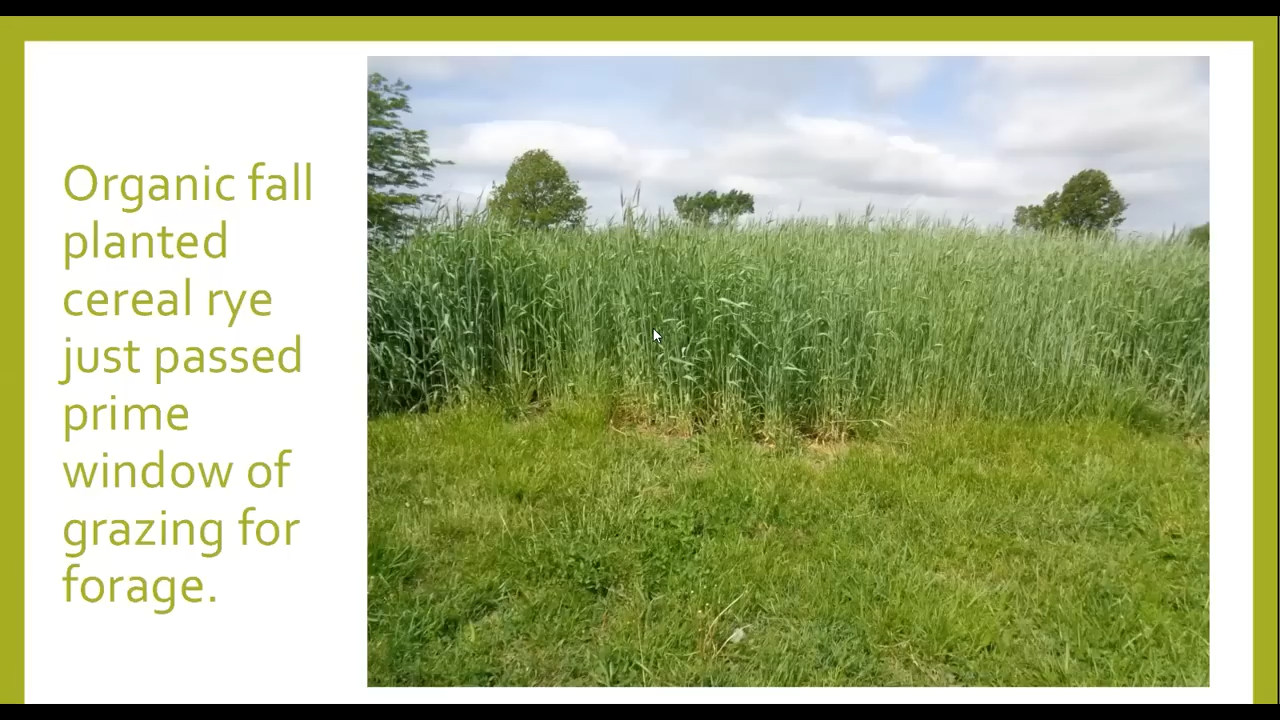 Organic fall
planted
cereal rye
just passed
prime
window of
grazing for
forage.